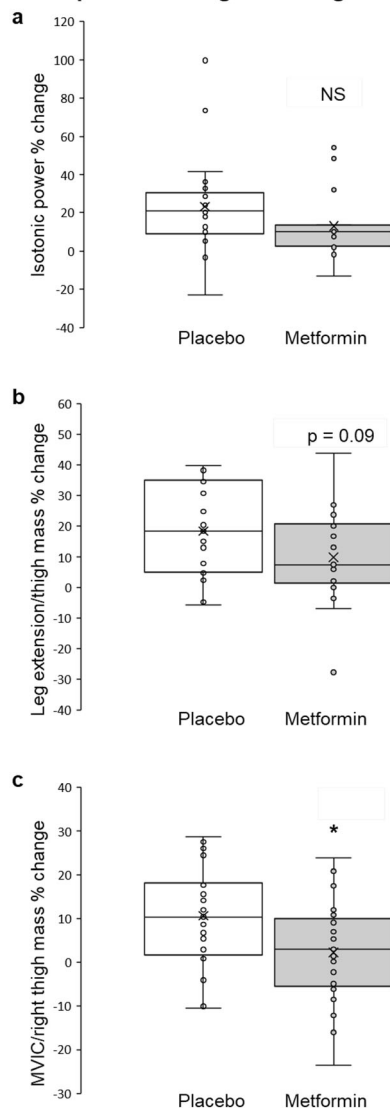 a
Isotonic power % change
120
100
80
60
40
20
0
-20
-40
NS
Placebo Metformin
b
Leg extension/thigh mass % change
60
50
40
30
20
10
0
-10
-20
-30
-40
p = 0.09
Placebo Metformin
c
MVIC/right thigh mass % change
40
30
20
10
0
-10
-20
-30
*
Placebo Metformin